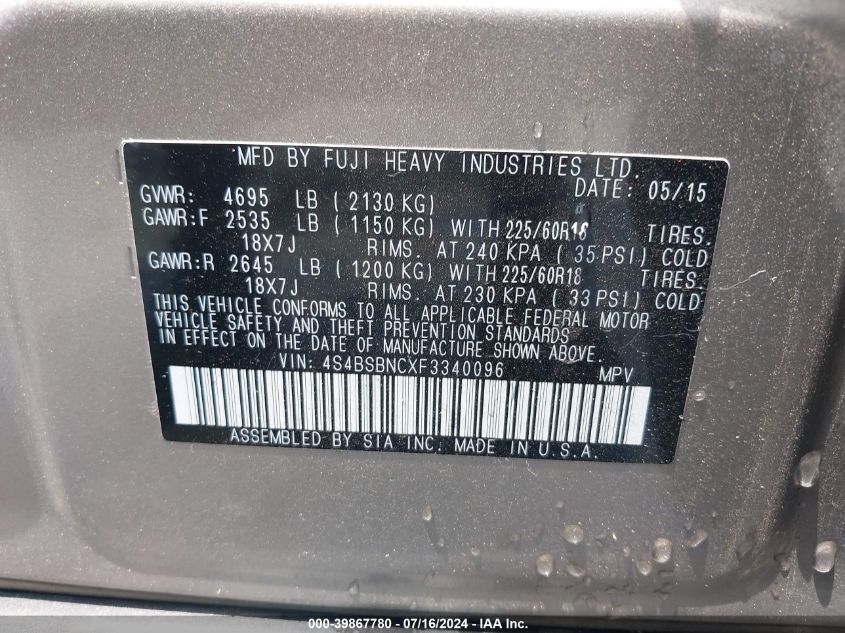 MFD BY FUJI HEAVY INDUSTRIES LTD.
DATE: 05/15
GVWR: 4695 LB ( 2130 KG)
GAWR:F 2535 LB ( 1150 KG) WITH 225/60R18 TIRES.
18X7J RIMS. AT 240 KPA ( 35 PSI) COLD
GAWR:R 2645 LB ( 1200 KG) WITH 225/60R18 TIRES.
18X7J RIMS. AT 230 KPA ( 33 PSI) COLD
THIS VEHICLE CONFORMS TO ALL APPLICABLE FEDERAL MOTOR
VEHICLE SAFETY AND THEFT PREVENTION STANDARDS
IN EFFECT ON THE DATE OF MANUFACTURE SHOWN ABOVE.
VIN: 4S4BSBNCXF3340096 MPV
ASSEMBLED BY SIA INC. MADE IN U.S.A.
000-39867780 - 07/16/2024 - IAA Inc.